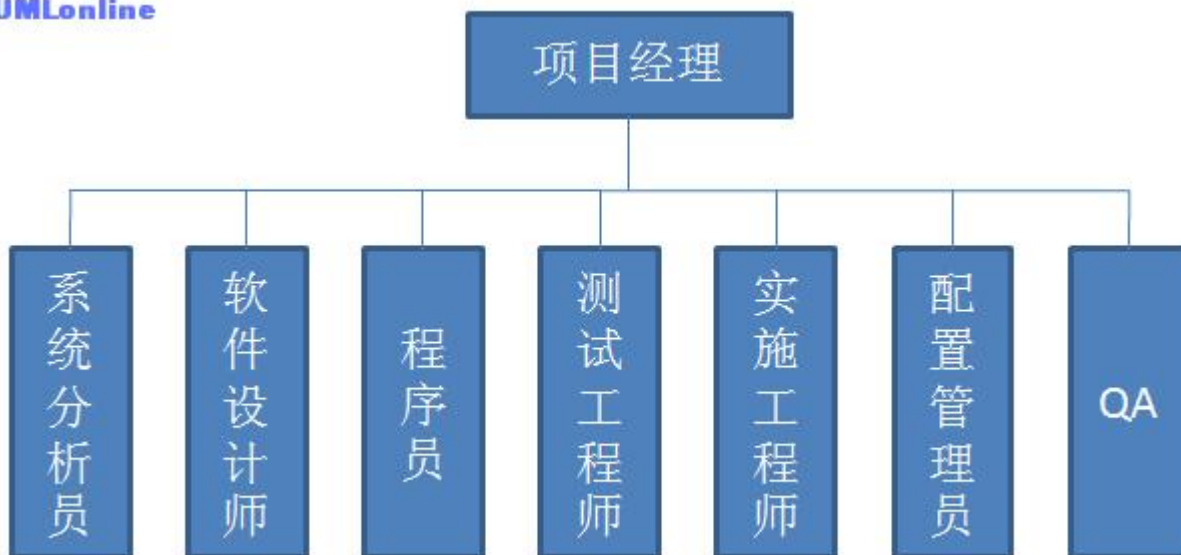 UMLonline
项目经理
系统分析员
软件设计师
程序员
测试工程师
实施工程师
配置管理员
QA